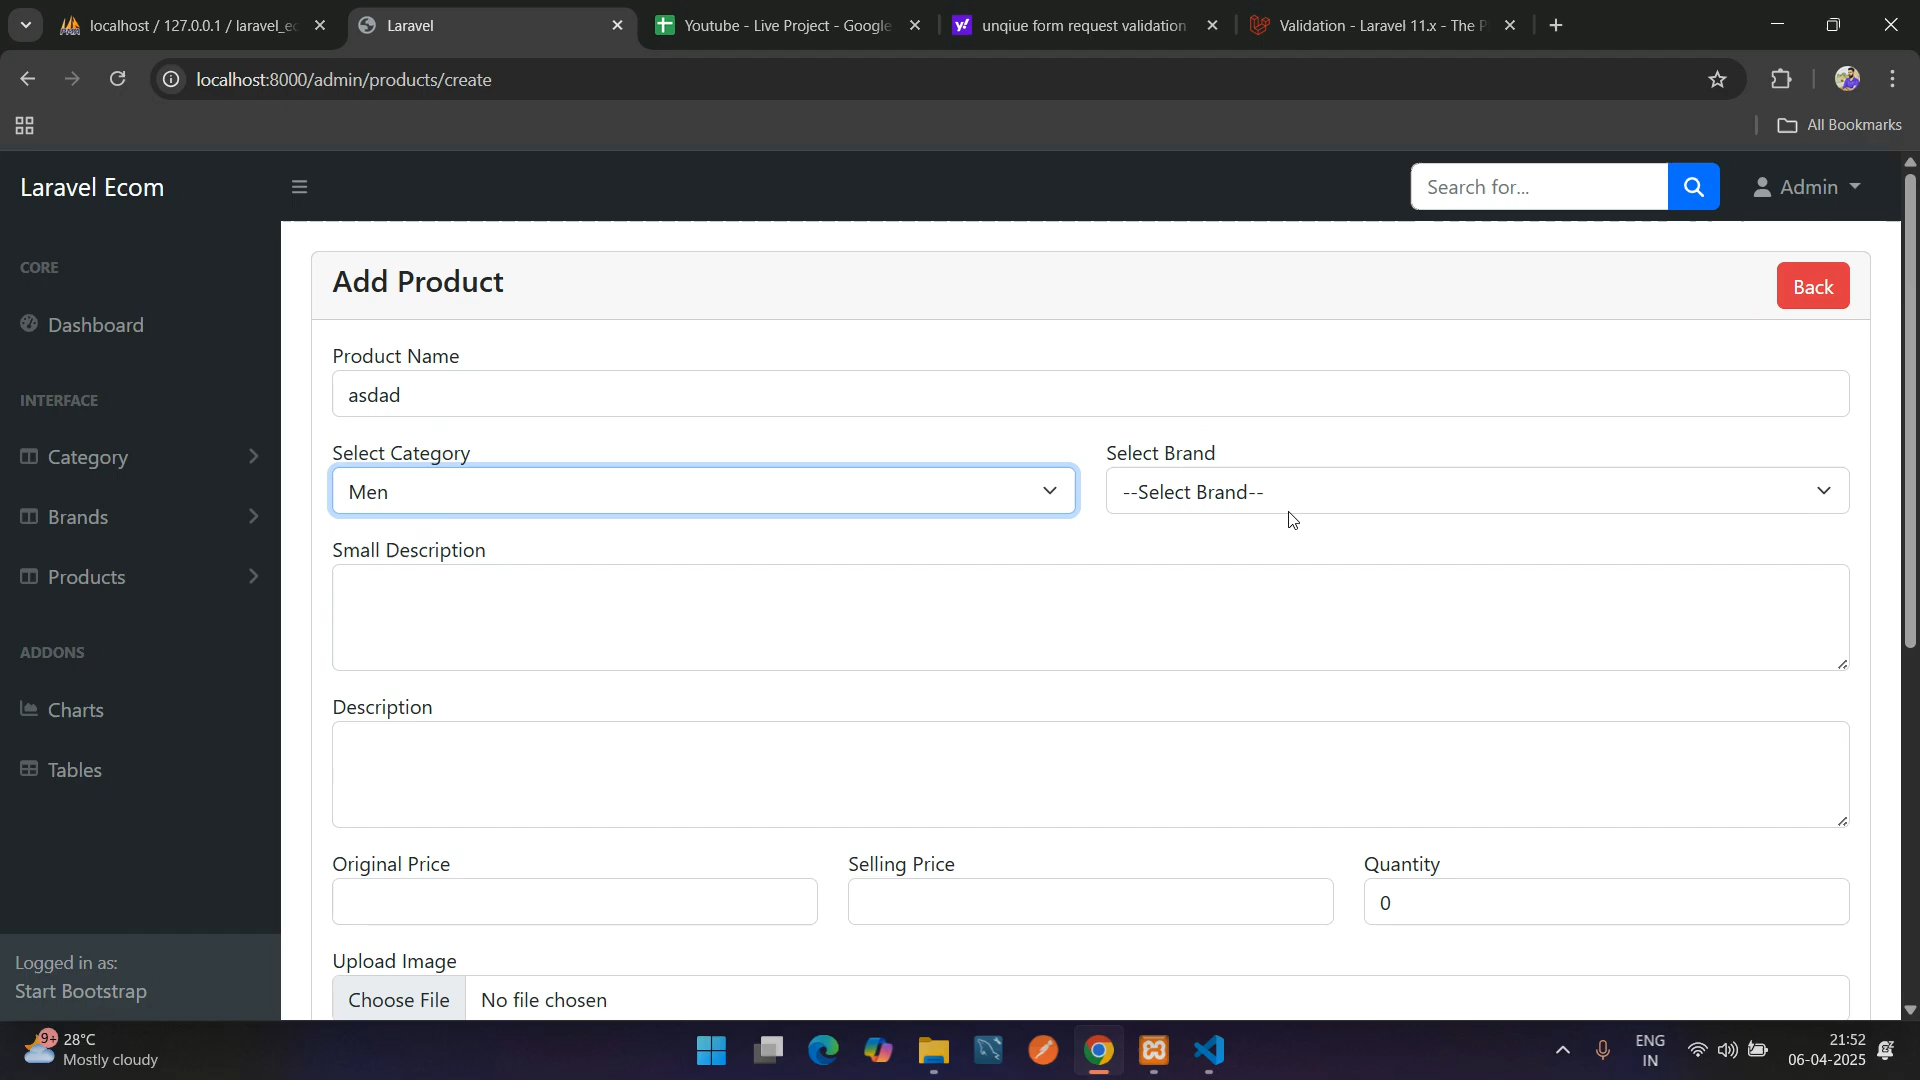 localhost / 127.0.0.1 / laravel_ec
Laravel
Youtube - Live Project - Google
unqiue form request validation
Validation - Laravel 11.x - The P
localhost:8000/admin/products/create
All Bookmarks
Laravel Ecom
Search for...
Admin
CORE
Dashboard
INTERFACE
Category
Brands
Products
ADDONS
Charts
Tables
Logged in as:
Start Bootstrap
Add Product
Back
Product Name
asdad
Select Category
Select Brand
Men
--Select Brand--
Small Description
Description
Original Price
Selling Price
Quantity
0
Upload Image
Choose File
No file chosen
9+
28°C
Mostly cloudy
ENG
IN
21:52
06-04-2025